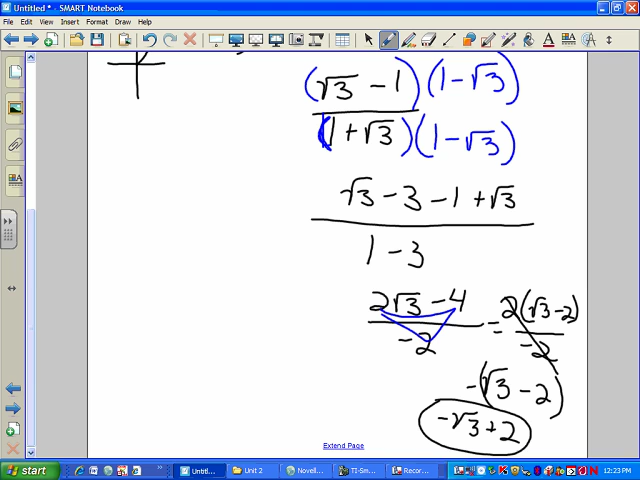 Untitled * - SMART Notebook
File Edit View Insert Format Draw Help
(√3 - 1)(1 - √3)
(1 + √3)(1 - √3)
√3 - 3 - 1 + √3
1 - 3
2√3 - 4 = 2(√3 - 2)
-2 -2
-(√3 - 2)
-√3 + 2
Extend Page
start Untitl... Unit 2 Novell... TI-Sm... Recor... 12:23 PM